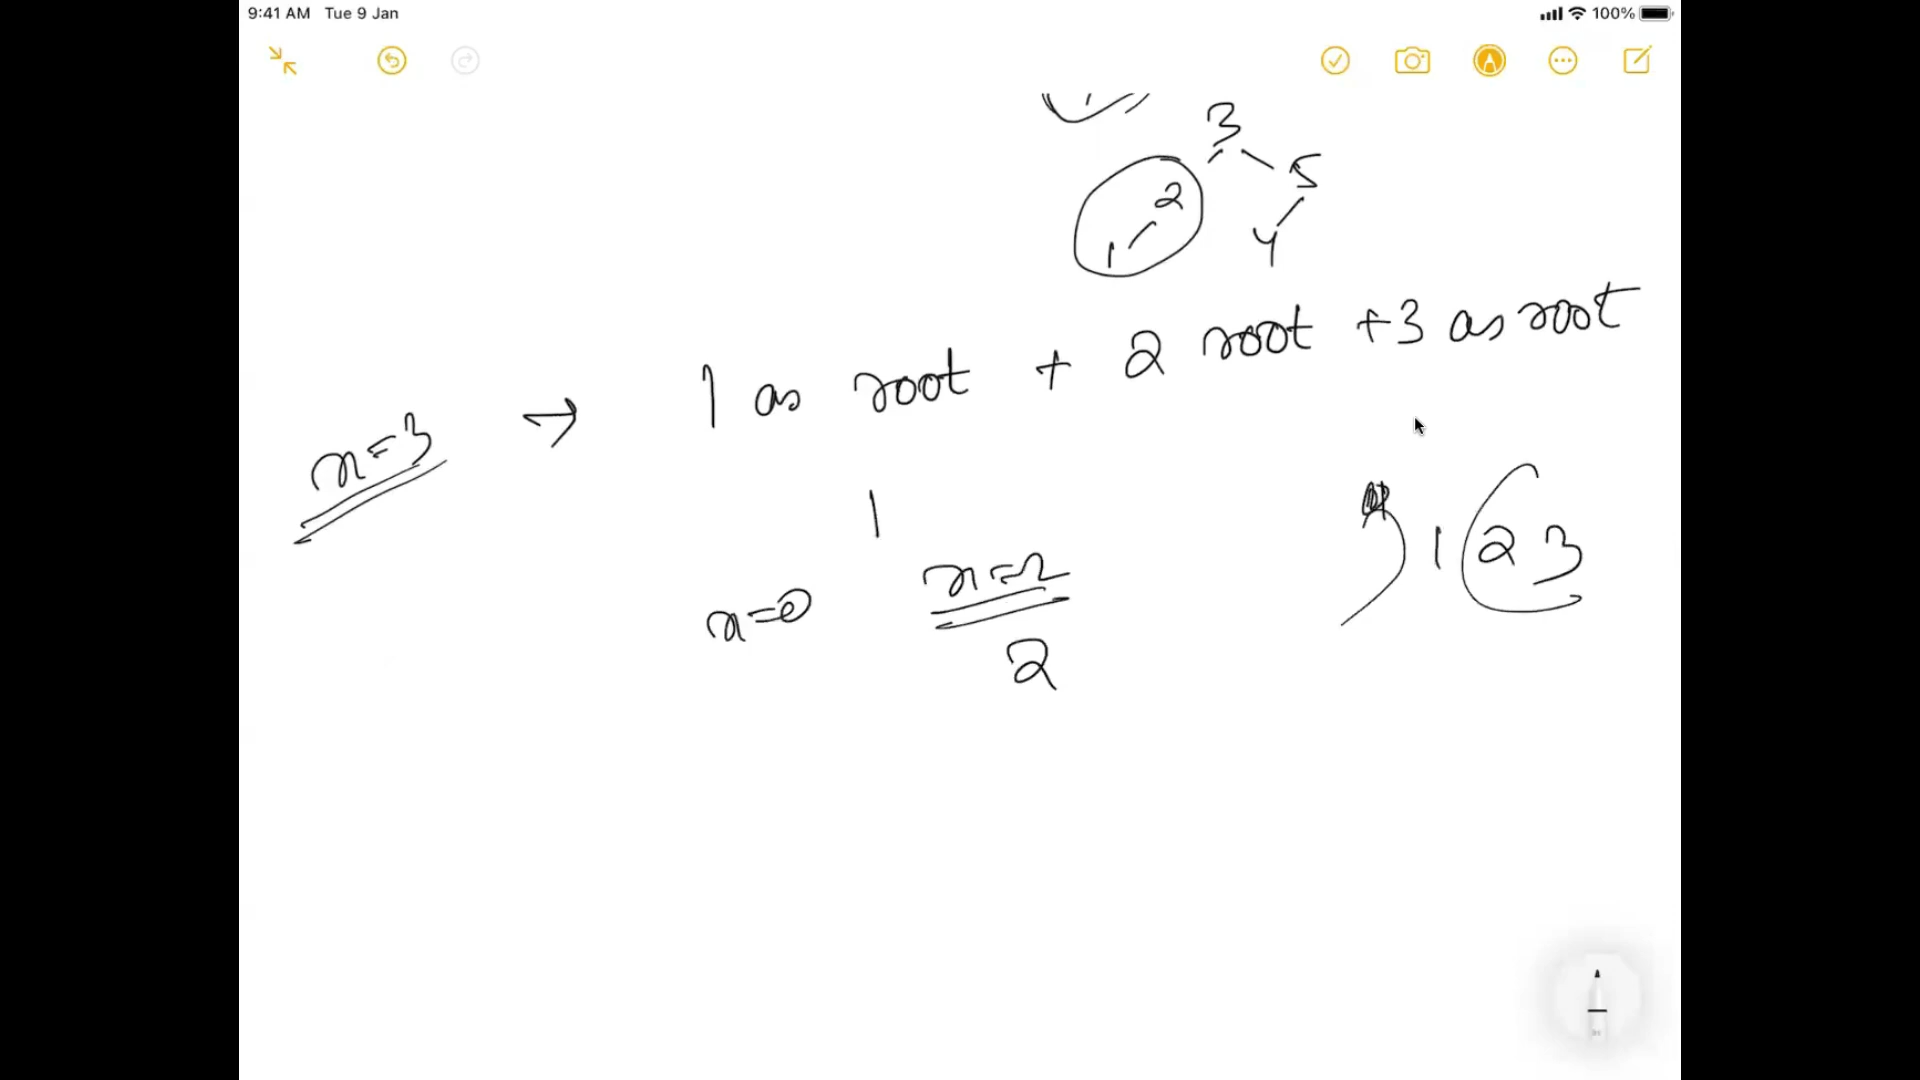 9:41 AM Tue 9 Jan 100%
3
5
2
1 4
n=3 → 1 as root + 2 root +3 as root
1
1 2 3
n=0 n=2
2